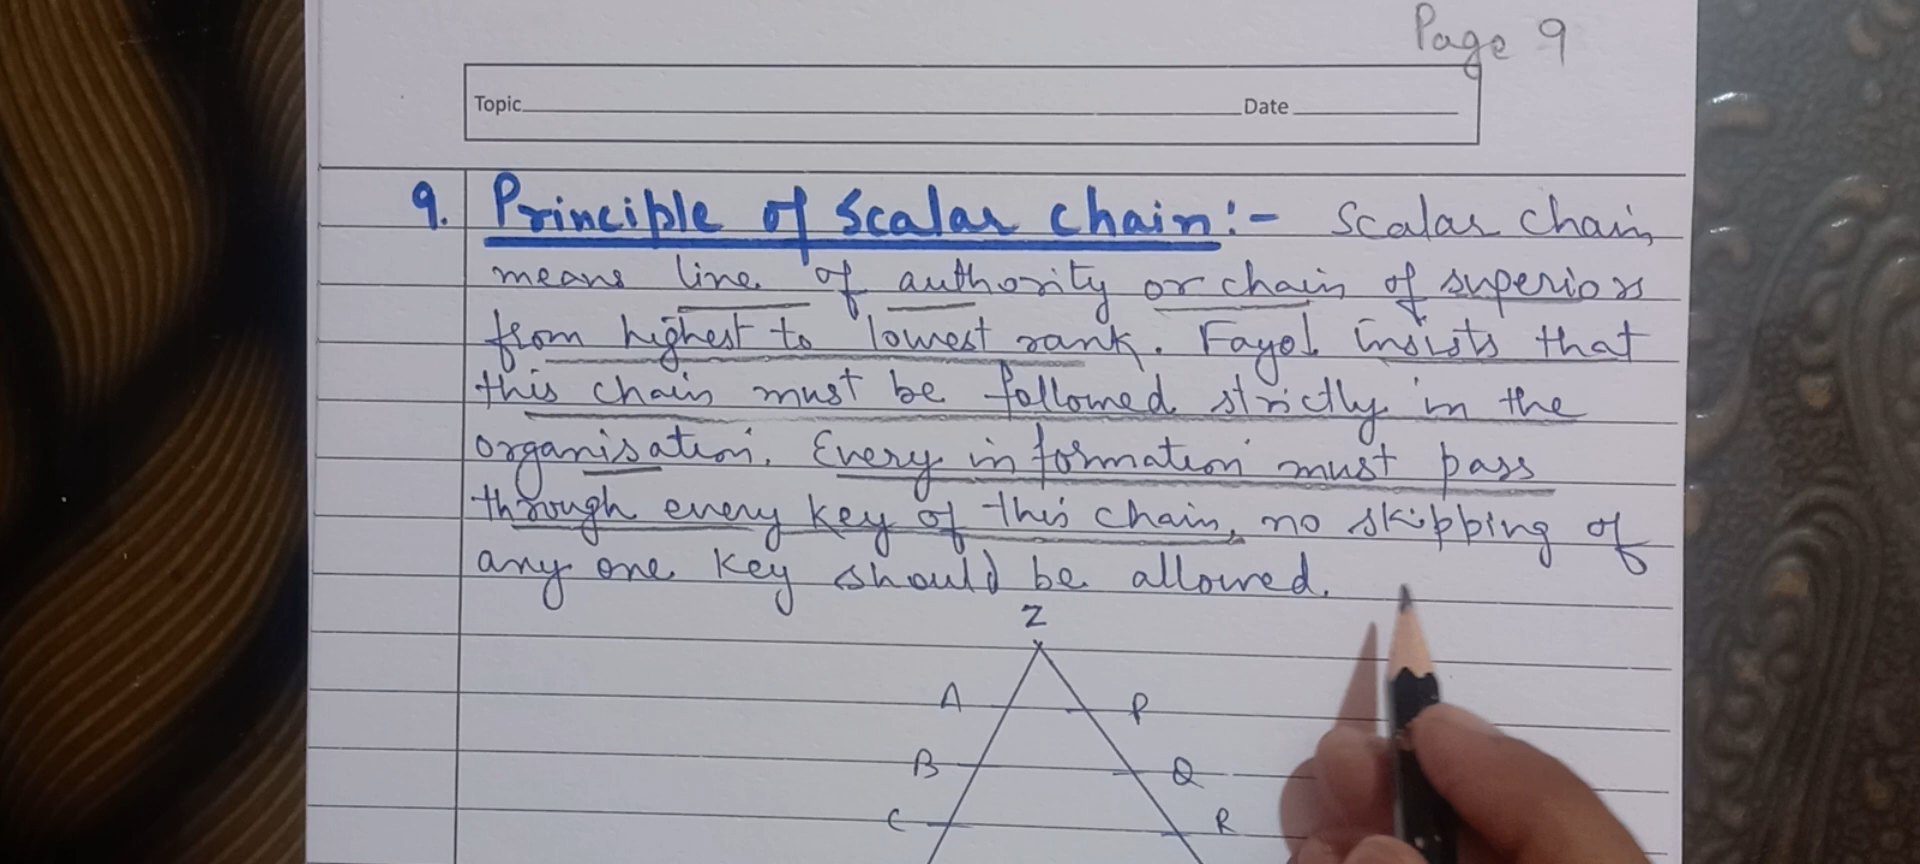 Page 9
Topic Date
9. Principle of Scalar Chain:- Scalar Chain
means line of authority or chain of superiors
from highest to lowest rank. Fayol insists that
this chain must be followed strictly in the
organisation. Every information must pass
through every key of this chain, no skipping of
any one key should be allowed.
Z
A P
B Q
C R